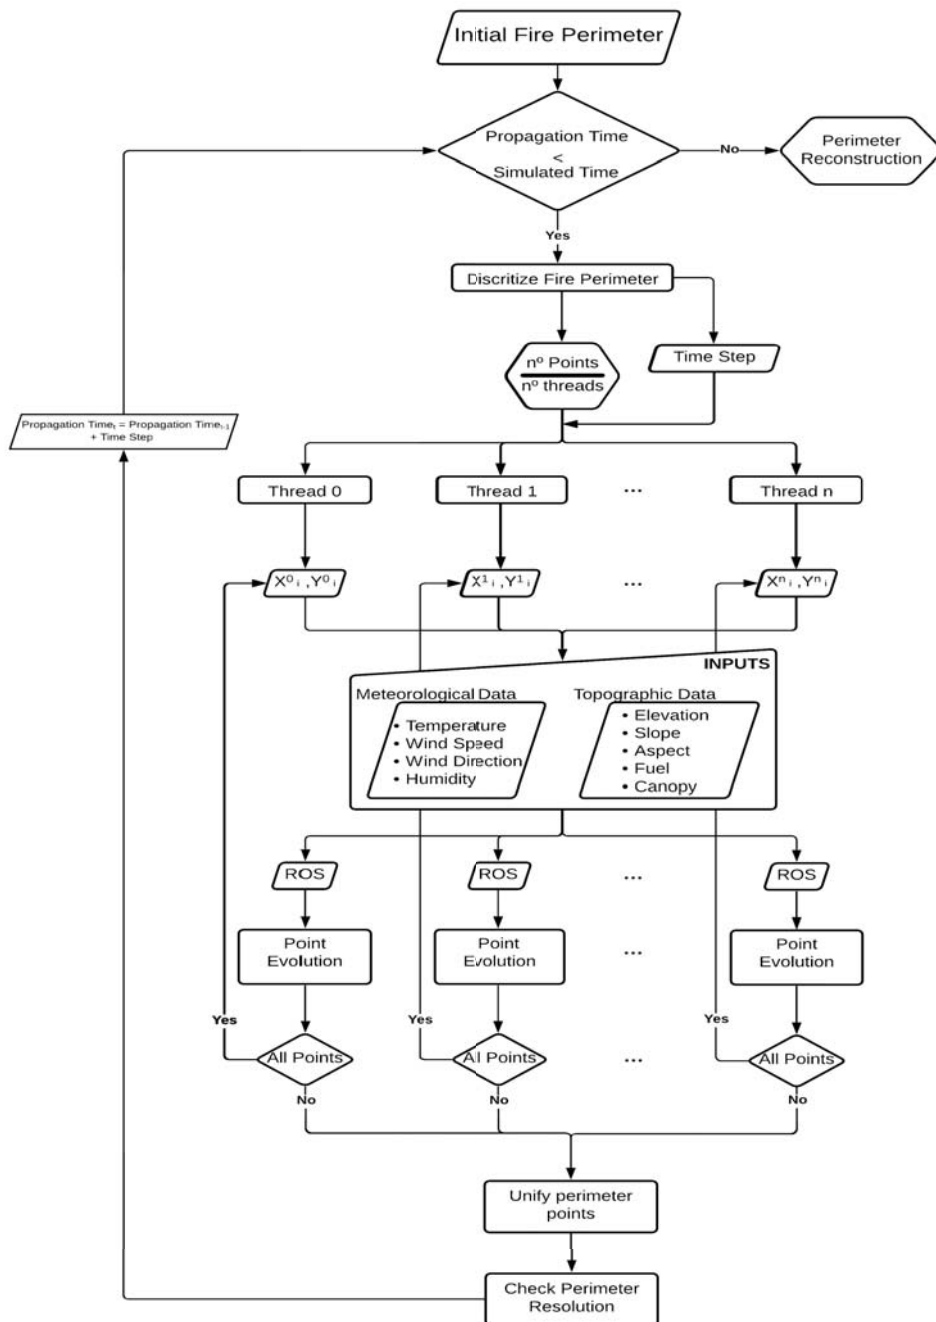 Initial Fire Perimeter
Propagation Time
<
Simulated Time
No
Perimeter
Reconstruction
Yes
Discritize Fire Perimeter
nº Points
nº threads
Time Step
Propagation Timeₜ = Propagation Timeₜ₋₁
+ Time Step
Thread 0
Thread 1
...
Thread n
X⁰ᵢ ,Y⁰ᵢ
X¹ᵢ ,Y¹ᵢ
...
Xⁿᵢ ,Yⁿᵢ
INPUTS
Meteorological Data
• Temperature
• Wind Speed
• Wind Direction
• Humidity
Topographic Data
• Elevation
• Slope
• Aspect
• Fuel
• Canopy
ROS
ROS
...
ROS
Point
Evolution
Point
Evolution
...
Point
Evolution
Yes
Yes
Yes
All Points
All Points
...
All Points
No
No
No
Unify perimeter
points
Check Perimeter
Resolution